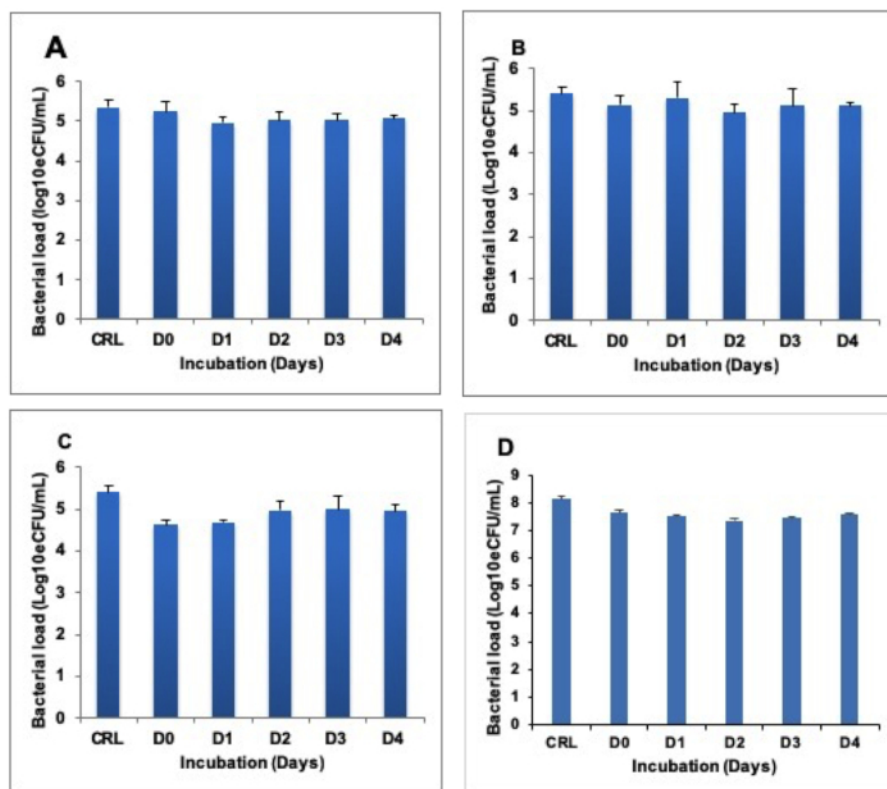 A
Bacterial load (log10eCFU/mL)
6
5
4
3
2
1
0
CRL D0 D1 D2 D3 D4
Incubation (Days)
B
Bacterial load (Log10eCFU/mL)
6
5
4
3
2
1
0
CRL D0 D1 D2 D3 D4
Incubation (Days)
C
Bacterial load (Log10eCFU/mL)
6
5
4
3
2
1
0
CRL D0 D1 D2 D3 D4
Incubation (Days)
D
Bacterial load (Log10eCFU/mL)
9
8
7
6
5
4
3
2
1
0
CRL D0 D1 D2 D3 D4
Incubation (Days)